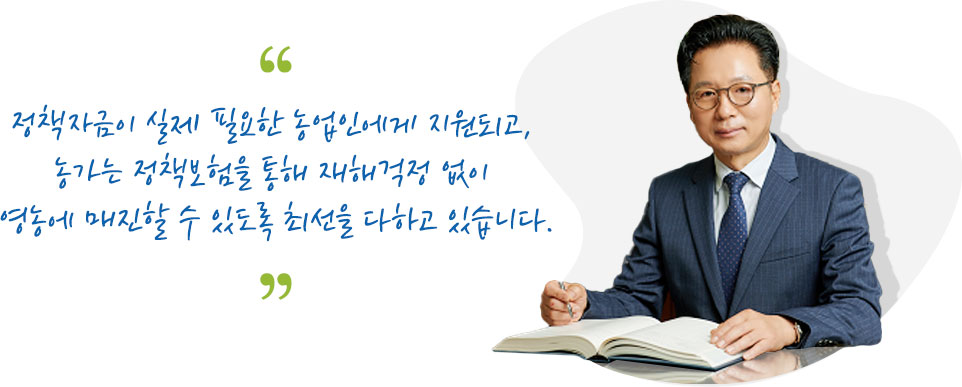 “
정책자금이 실제 필요한 농업인에게 지원되고,
농가는 정책보험을 통해 재해걱정 없이
영농에 매진할 수 있도록 최선을 다하고 있습니다.
”